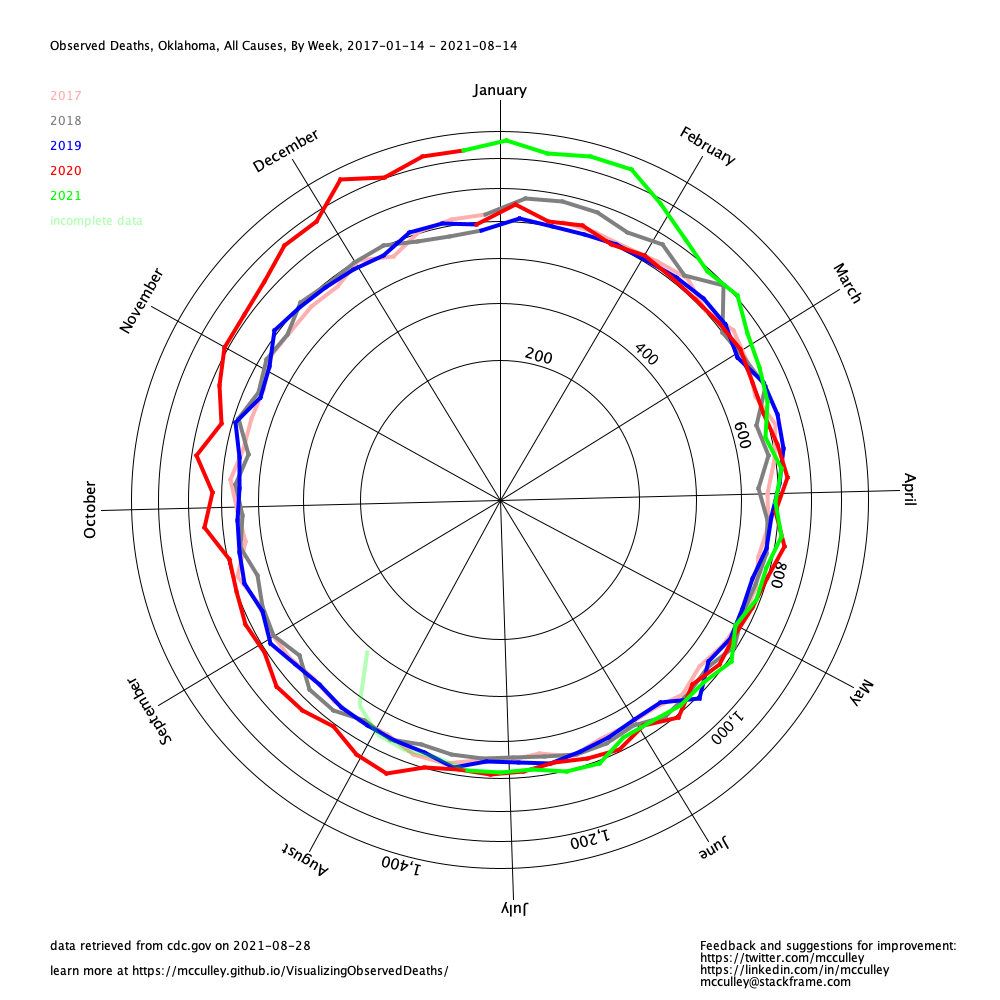 Observed Deaths, Oklahoma, All Causes, By Week, 2017-01-14 - 2021-08-14
January
2017
2018
2019
2020
2021
incomplete data
December
February
November
March
200
400
600
October
April
800
September
May
1,000
August
1,400
1,200
June
July
data retrieved from cdc.gov on 2021-08-28
learn more at https://mcculley.github.io/VisualizingObservedDeaths/
Feedback and suggestions for improvement:
https://twitter.com/mcculley
https://linkedin.com/in/mcculley
mcculley@stackframe.com